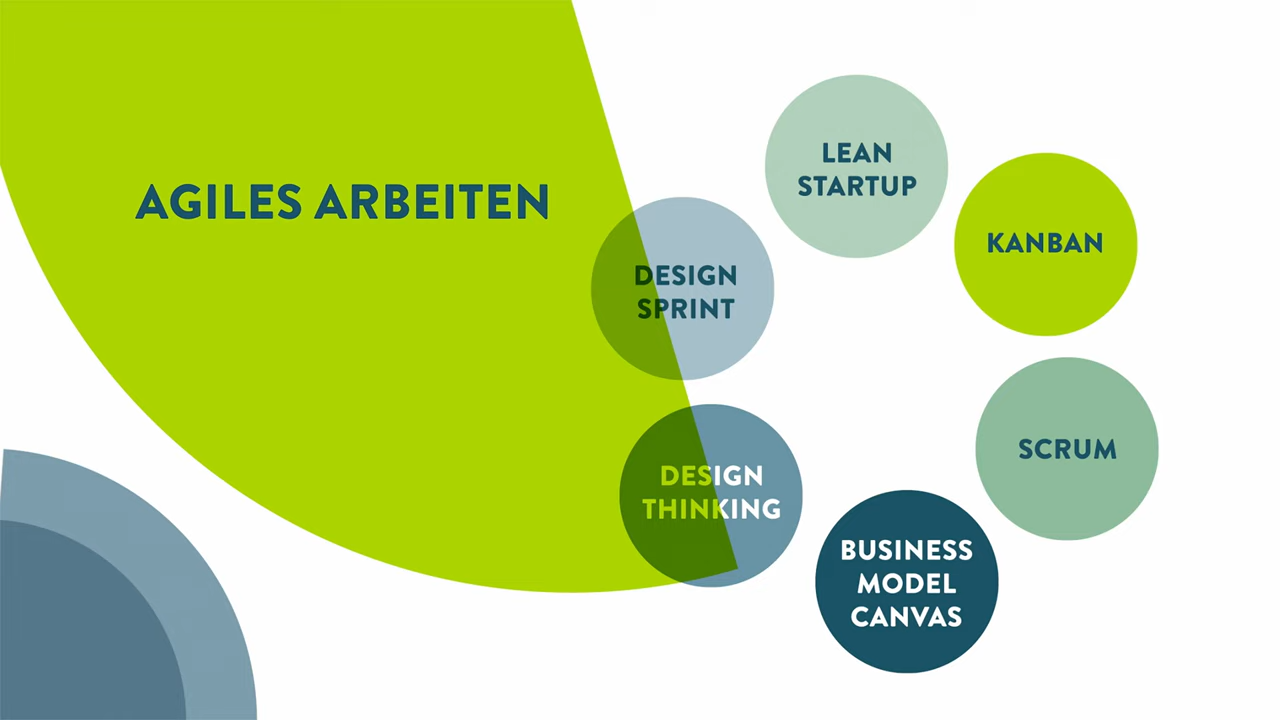 AGILES ARBEITEN
LEAN
STARTUP
KANBAN
DESIGN
SPRINT
SCRUM
DESIGN
THINKING
BUSINESS
MODEL
CANVAS